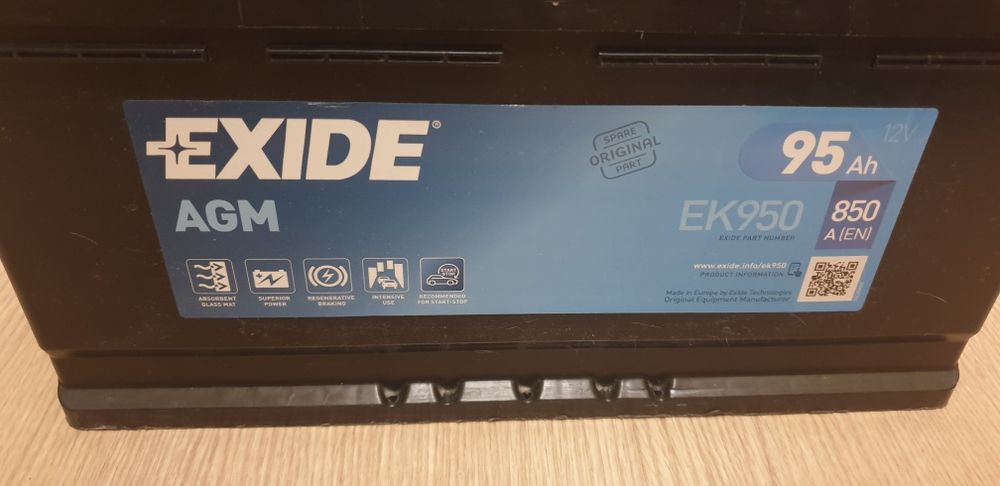 EXIDE®
AGM
SPARE
ORIGINAL
PART
95 Ah
12V
EK950
EXIDE PART NUMBER
850
A (EN)
www.exide.info/ek950
PRODUCT INFORMATION
Made in Europe by Exide Technologies
Original Equipment Manufacturer
ABSORBENT
GLASS MAT
SUPERIOR
POWER
REGENERATIVE
BRAKING
INTENSIVE
USE
START
STOP
RECOMMENDED
FOR START-STOP